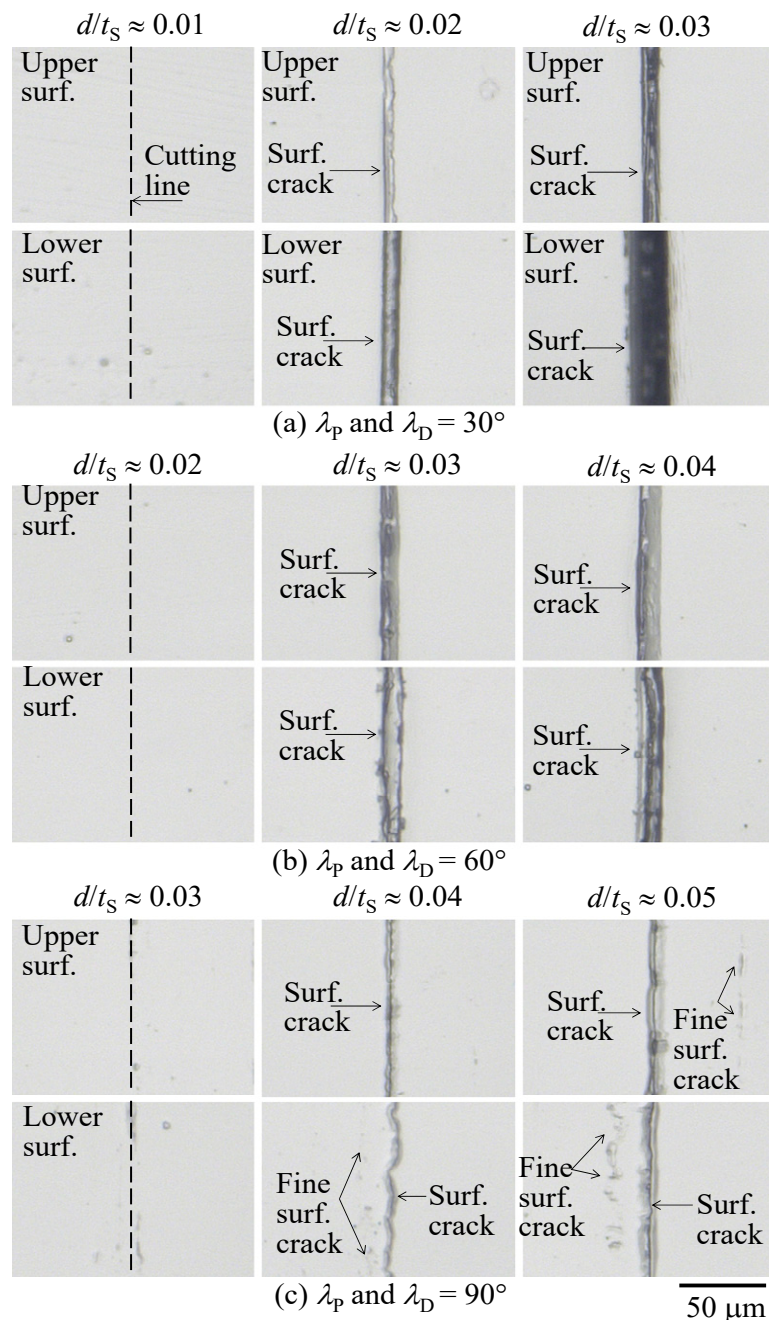 d/tS ≈ 0.01 d/tS ≈ 0.02 d/tS ≈ 0.03
Upper
surf.
Cutting
line
Upper
surf.
Surf.
crack
Upper
surf.
Surf.
crack
Lower
surf.
Lower
surf.
Surf.
crack
Lower
surf.
Surf.
crack
(a) λP and λD = 30°
d/tS ≈ 0.02 d/tS ≈ 0.03 d/tS ≈ 0.04
Upper
surf.
Surf.
crack
Surf.
crack
Lower
surf.
Surf.
crack
Surf.
crack
(b) λP and λD = 60°
d/tS ≈ 0.03 d/tS ≈ 0.04 d/tS ≈ 0.05
Upper
surf.
Surf.
crack
Surf.
crack
Fine
surf.
crack
Lower
surf.
Fine
surf.
crack
Surf.
crack
Fine
surf.
crack
Surf.
crack
(c) λP and λD = 90°
50 μm